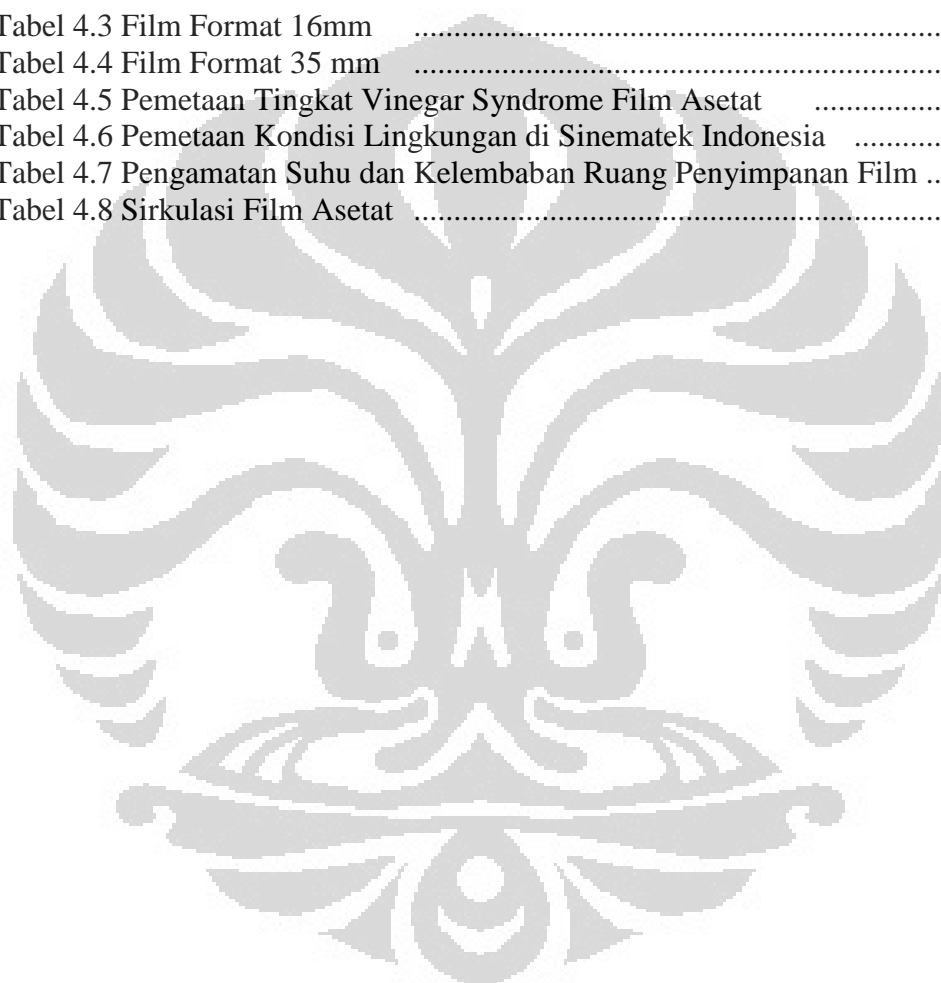 Tabel 4.3 Film Format 16mm ..................................................................
Tabel 4.4 Film Format 35 mm ..................................................................
Tabel 4.5 Pemetaan Tingkat Vinegar Syndrome Film Asetat ................
Tabel 4.6 Pemetaan Kondisi Lingkungan di Sinematek Indonesia ...........
Tabel 4.7 Pengamatan Suhu dan Kelembaban Ruang Penyimpanan Film ..
Tabel 4.8 Sirkulasi Film Asetat ..................................................................